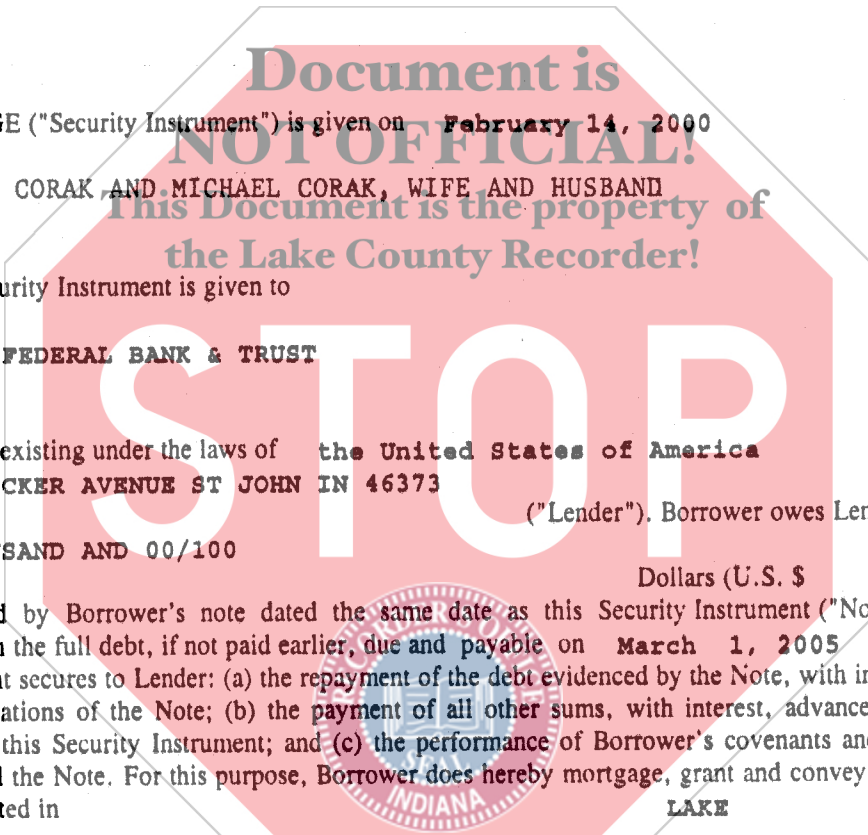 Document is
GE ("Security Instrument") is given on February 14, 2000
NOT OFFICIAL!
CORAK AND MICHAEL CORAK, WIFE AND HUSBAND
This Document is the property of
the Lake County Recorder!
urity Instrument is given to
FEDERAL BANK & TRUST
STOP
existing under the laws of the United States of America
CKER AVENUE ST JOHN IN 46373
("Lender"). Borrower owes Len
SAND AND 00/100
Dollars (U.S. $
d by Borrower's note dated the same date as this Security Instrument ("No
n the full debt, if not paid earlier, due and payable on March 1, 2005
nt secures to Lender: (a) the repayment of the debt evidenced by the Note, with in
ations of the Note; (b) the payment of all other sums, with interest, advance
this Security Instrument; and (c) the performance of Borrower's covenants and
d the Note. For this purpose, Borrower does hereby mortgage, grant and convey
ted in LAKE
RECORDER'S OFFICE
SEAL
INDIANA